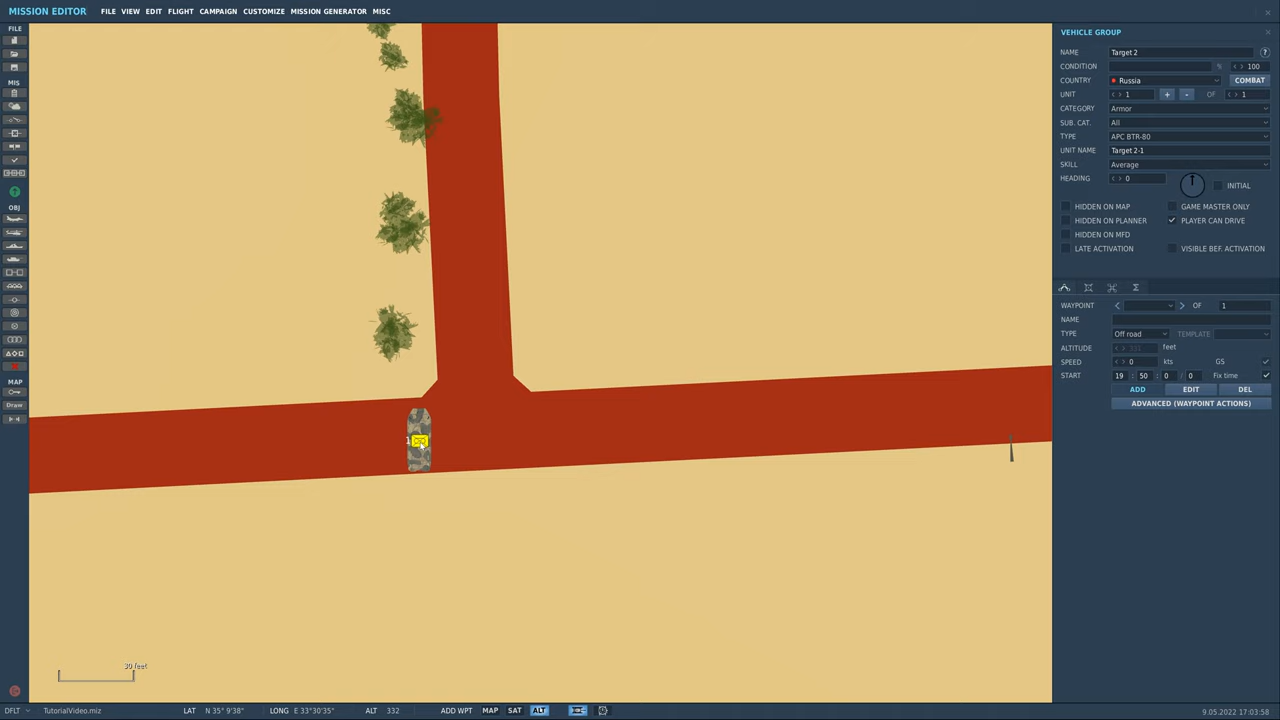 MISSION EDITOR FILE VIEW EDIT FLIGHT CAMPAIGN CUSTOMIZE MISSION GENERATOR MISC
FILE
MIS
OBJ
MAP
Draw
VEHICLE GROUP
NAME Target 2 ?
CONDITION % < > 100
COUNTRY Russia COMBAT
UNIT < > 1 + - OF < > 1
CATEGORY Armor
SUB. CAT. All
TYPE APC BTR-80
UNIT NAME Target 2-1
SKILL Average
HEADING < > 0 INITIAL
HIDDEN ON MAP GAME MASTER ONLY
HIDDEN ON PLANNER PLAYER CAN DRIVE
HIDDEN ON MFD
LATE ACTIVATION VISIBLE BEF. ACTIVATION
WAYPOINT < > OF 1
NAME
TYPE Off road TEMPLATE
ALTITUDE < > 331 feet
SPEED < > 0 kts GS
START 19 : 50 : 0 / 0 Fix time
ADD EDIT DEL
ADVANCED (WAYPOINT ACTIONS)
1
30 feet
DFLT TutorialVideo.miz LAT N 35° 9'38" LONG E 33°30'35" ALT 332 ADD WPT MAP SAT ALT 9.05.2022 17:03:58